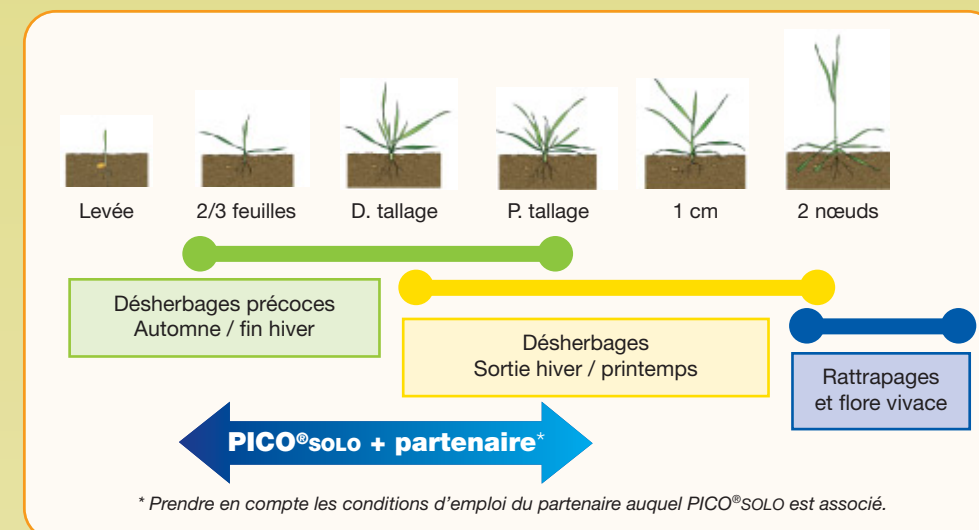 Levée 2/3 feuilles D. tallage P. tallage 1 cm 2 nœuds
Désherbages précoces
Automne / fin hiver
Désherbages
Sortie hiver / printemps
Rattrapages
et flore vivace
PICO®SOLO + partenaire*
* Prendre en compte les conditions d'emploi du partenaire auquel PICO®SOLO est associé.